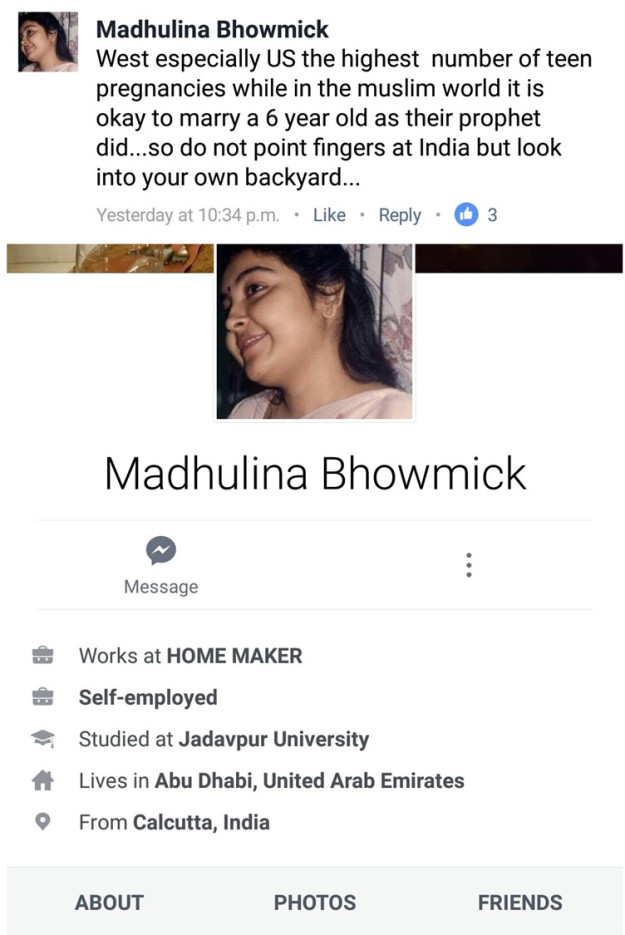 Madhulina Bhowmick
West especially US the highest  number of teen
pregnancies while in the muslim world it is
okay to marry a 6 year old as their prophet
did...so do not point fingers at India but look
into your own backyard...
Yesterday at 10:34 p.m. • Like • Reply • 3
Madhulina Bhowmick
Message
Works at HOME MAKER
Self-employed
Studied at Jadavpur University
Lives in Abu Dhabi, United Arab Emirates
From Calcutta, India
ABOUT PHOTOS FRIENDS